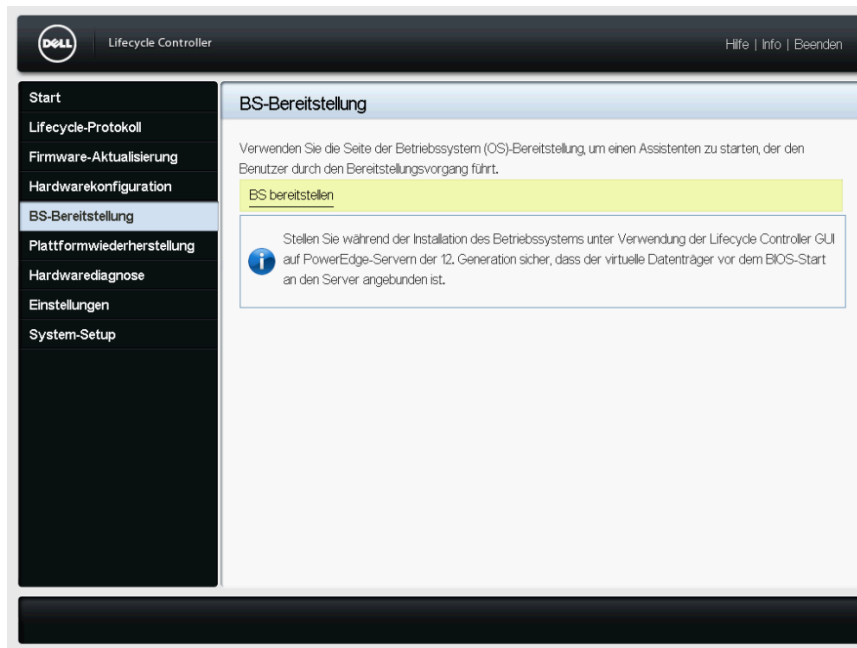 DELL
Lifecycle Controller
Hilfe | Info | Beenden
Start
Lifecycle-Protokoll
Firmware-Aktualisierung
Hardwarekonfiguration
BS-Bereitstellung
Plattformwiederherstellung
Hardwarediagnose
Einstellungen
System-Setup
BS-Bereitstellung
Verwenden Sie die Seite der Betriebssystem (OS)-Bereitstellung, um einen Assistenten zu starten, der den
Benutzer durch den Bereitstellungsvorgang führt.
BS bereitstellen
Stellen Sie während der Installation des Betriebssystems unter Verwendung der Lifecycle Controller GUI
auf PowerEdge-Servern der 12. Generation sicher, dass der virtuelle Datenträger vor dem BIOS-Start
an den Server angebunden ist.